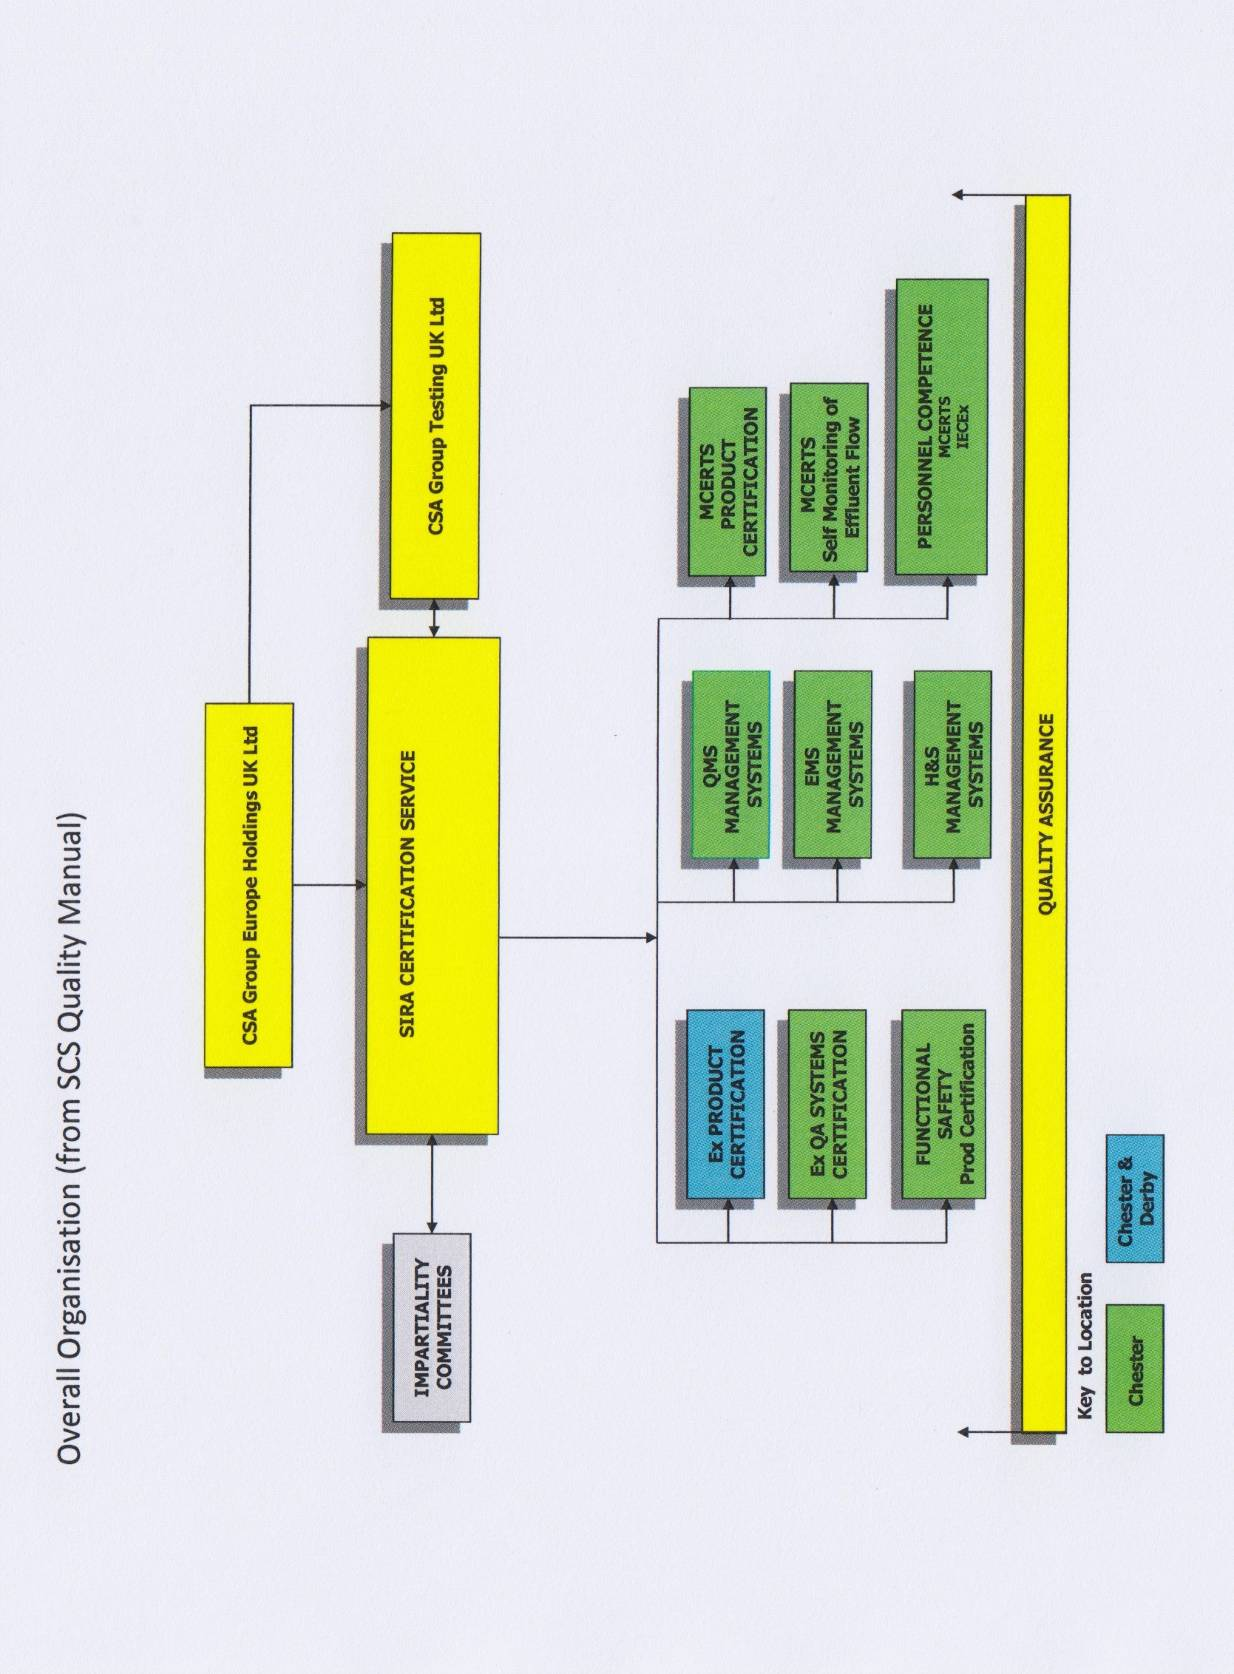 Overall Organisation (from SCS Quality Manual)
CSA Group Europe Holdings UK Ltd
IMPARTIALITY
COMMITTEES
SIRA CERTIFICATION SERVICE
CSA Group Testing UK Ltd
Ex PRODUCT
CERTIFICATION
Ex QA SYSTEMS
CERTIFICATION
FUNCTIONAL
SAFETY
Prod Certification
QMS
MANAGEMENT
SYSTEMS
EMS
MANAGEMENT
SYSTEMS
H&S
MANAGEMENT
SYSTEMS
MCERTS
PRODUCT
CERTIFICATION
MCERTS
Self Monitoring of
Effluent Flow
PERSONNEL COMPETENCE
MCERTS
IECEx
QUALITY ASSURANCE
Key to Location
Chester
Chester &
Derby